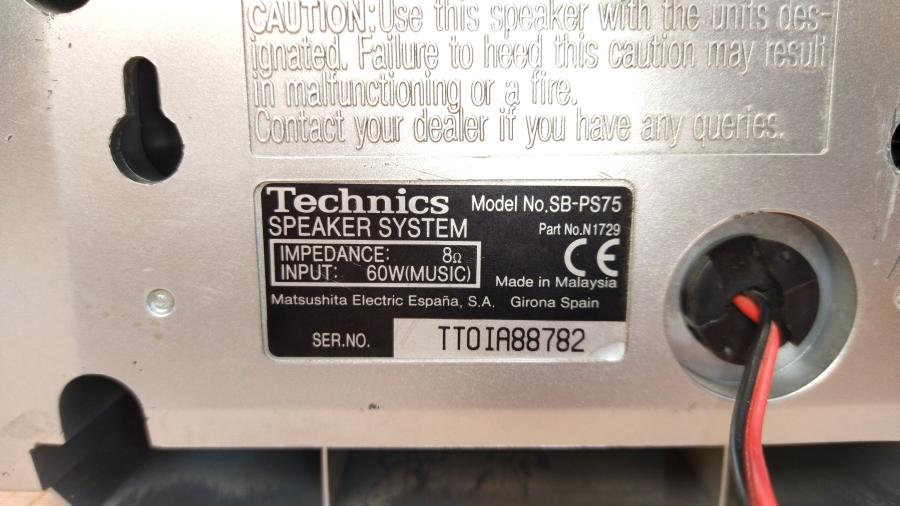 CAUTION: Use this speaker with the units des-
ignated. Failure to heed this caution may result
in malfunctioning or a fire.
Contact your dealer if you have any queries.
Technics Model No. SB-PS75
SPEAKER SYSTEM Part No. N1729
IMPEDANCE: 8Ω
INPUT: 60W(MUSIC)
CE
Made in Malaysia
Matsushita Electric España, S.A. Girona Spain
SER.NO. TT0IA88782